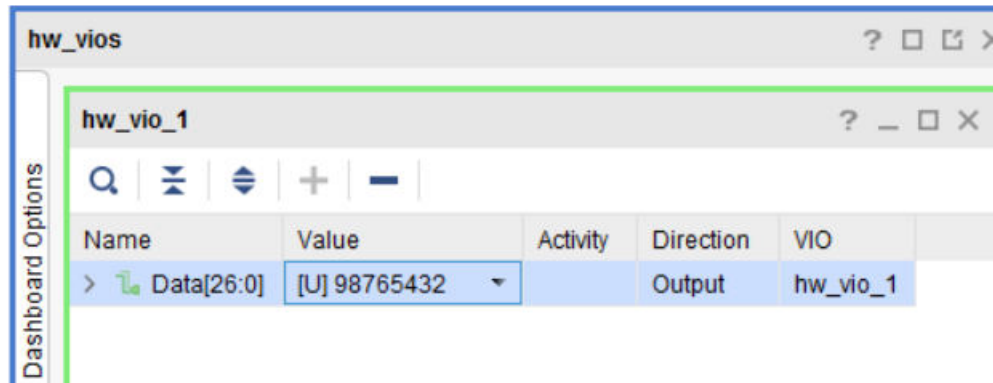 hw_vios
Dashboard Options
hw_vio_1
Name Value Activity Direction VIO
Data[26:0] [U] 98765432 Output hw_vio_1